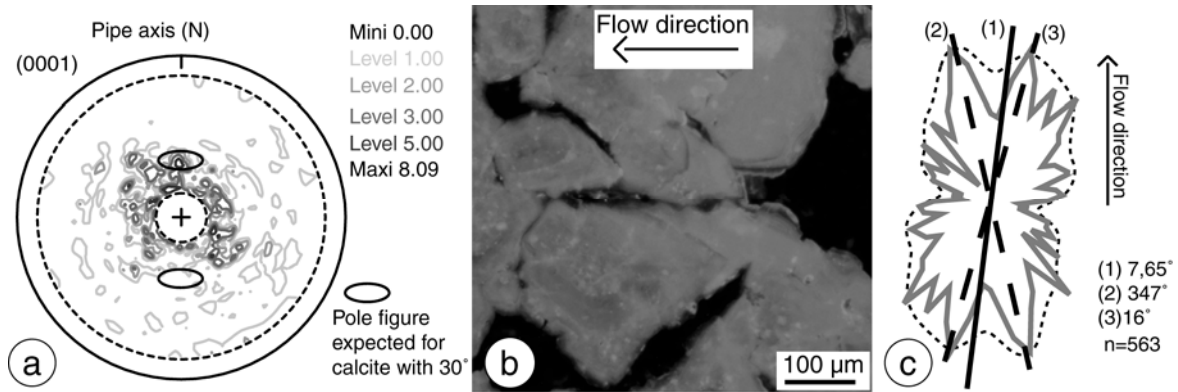 Pipe axis (N)
(0001)
Mini 0.00
Level 1.00
Level 2.00
Level 3.00
Level 5.00
Maxi 8.09
Pole figure
expected for
calcite with 30°
a
Flow direction
100 µm
b
(2) (1) (3)
Flow direction
(1) 7,65°
(2) 347°
(3)16°
n=563
c